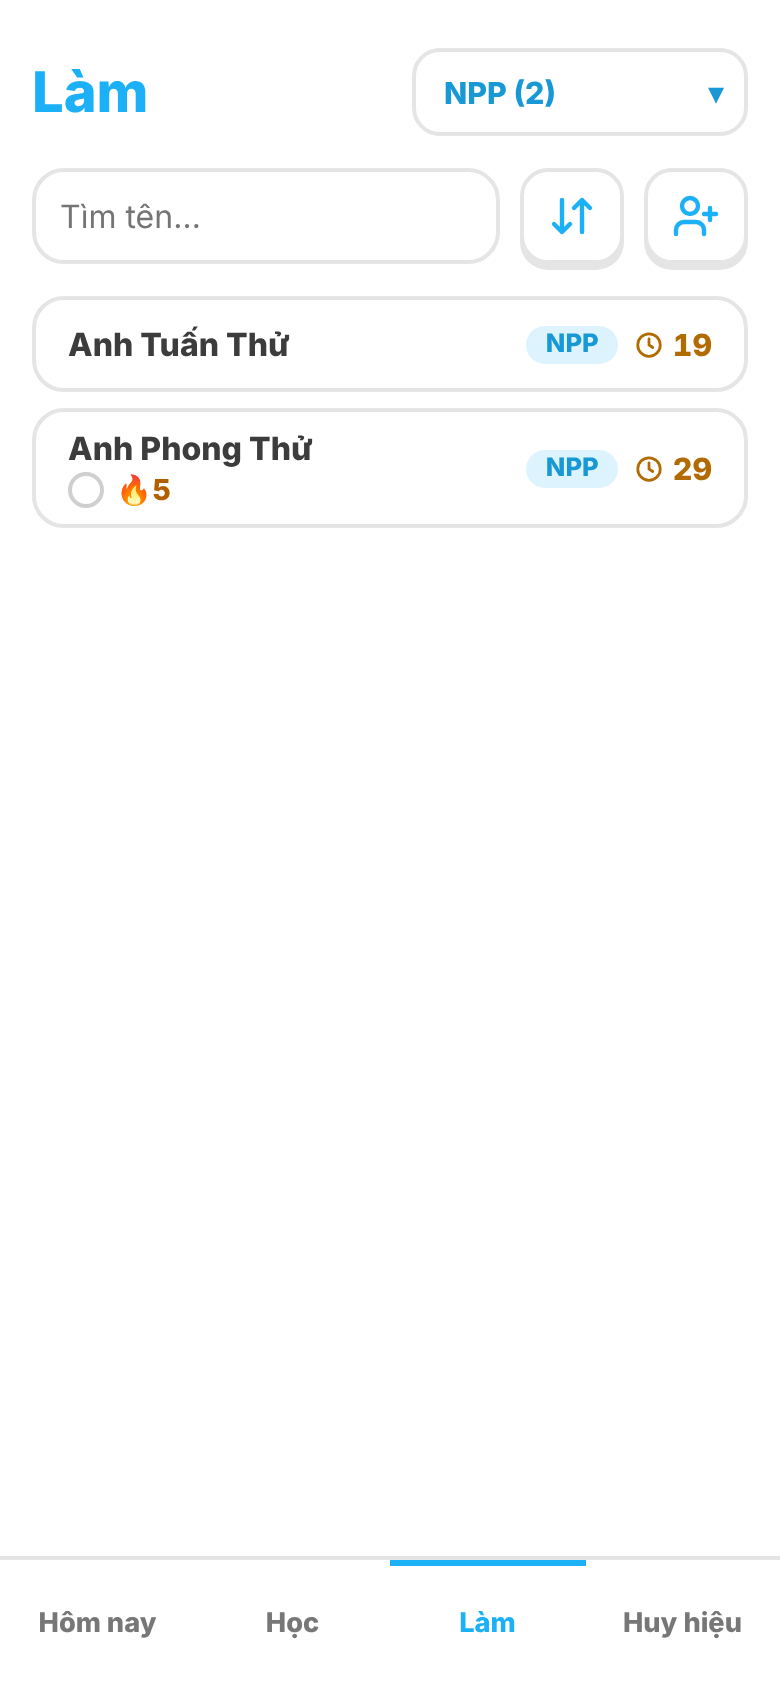 Làm
NPP (2) ▼
Tìm tên...
Anh Tuấn Thử NPP 19
Anh Phong Thử NPP 29
🔥5
Hôm nay Học Làm Huy hiệu